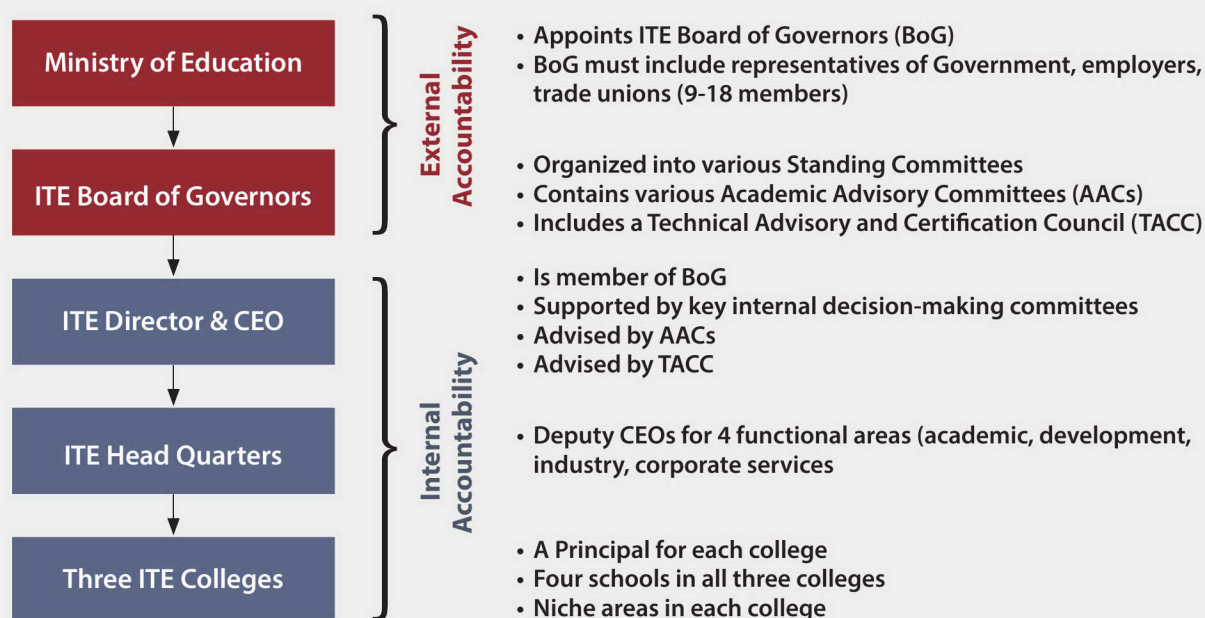 Ministry of Education
• Appoints ITE Board of Governors (BoG)
• BoG must include representatives of Government, employers,
trade unions (9-18 members)
External
Accountability
ITE Board of Governors
• Organized into various Standing Committees
• Contains various Academic Advisory Committees (AACs)
• Includes a Technical Advisory and Certification Council (TACC)
ITE Director & CEO
• Is member of BoG
• Supported by key internal decision-making committees
• Advised by AACs
• Advised by TACC
Internal
Accountability
ITE Head Quarters
• Deputy CEOs for 4 functional areas (academic, development,
industry, corporate services
Three ITE Colleges
• A Principal for each college
• Four schools in all three colleges
• Niche areas in each college